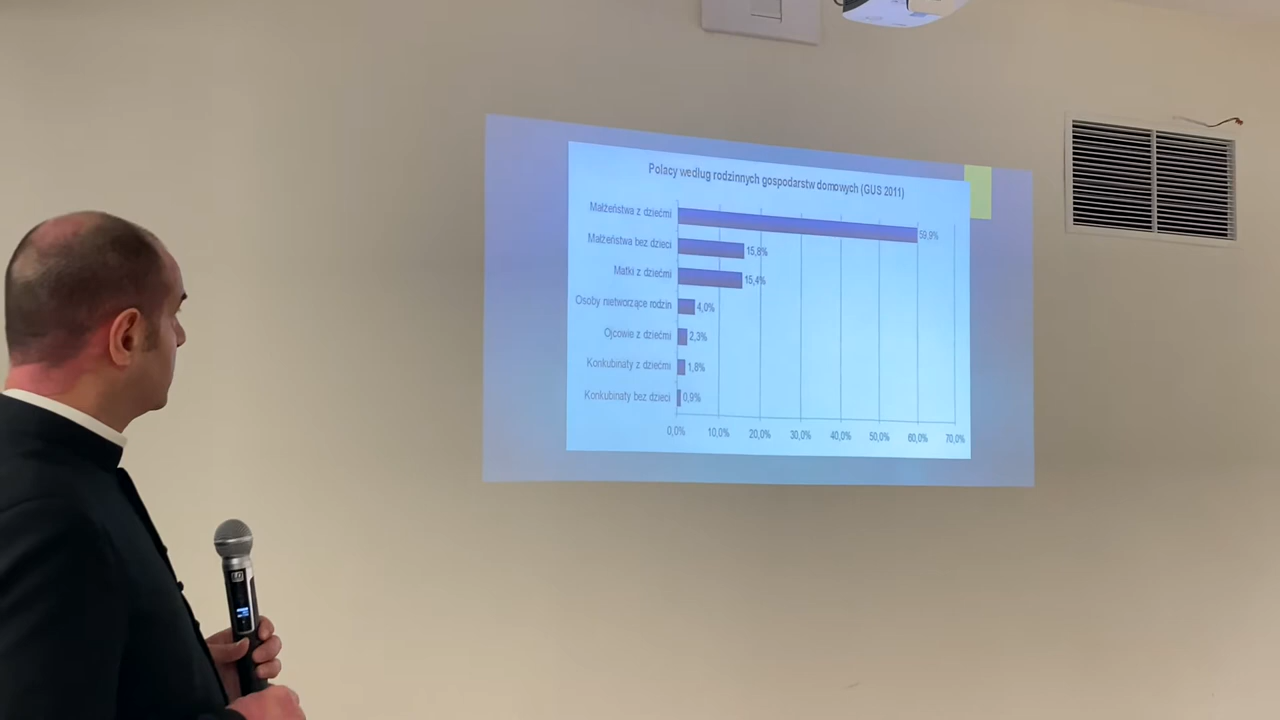 Polacy według rodzinnych gospodarstw domowych (GUS 2011)
Małżeństwa z dziećmi 59,9%
Małżeństwa bez dzieci 15,8%
Matki z dziećmi 15,4%
Osoby nietworzące rodzin 4,0%
Ojcowie z dziećmi 2,3%
Konkubinaty z dziećmi 1,8%
Konkubinaty bez dzieci 0,9%
0,0% 10,0% 20,0% 30,0% 40,0% 50,0% 60,0% 70,0%